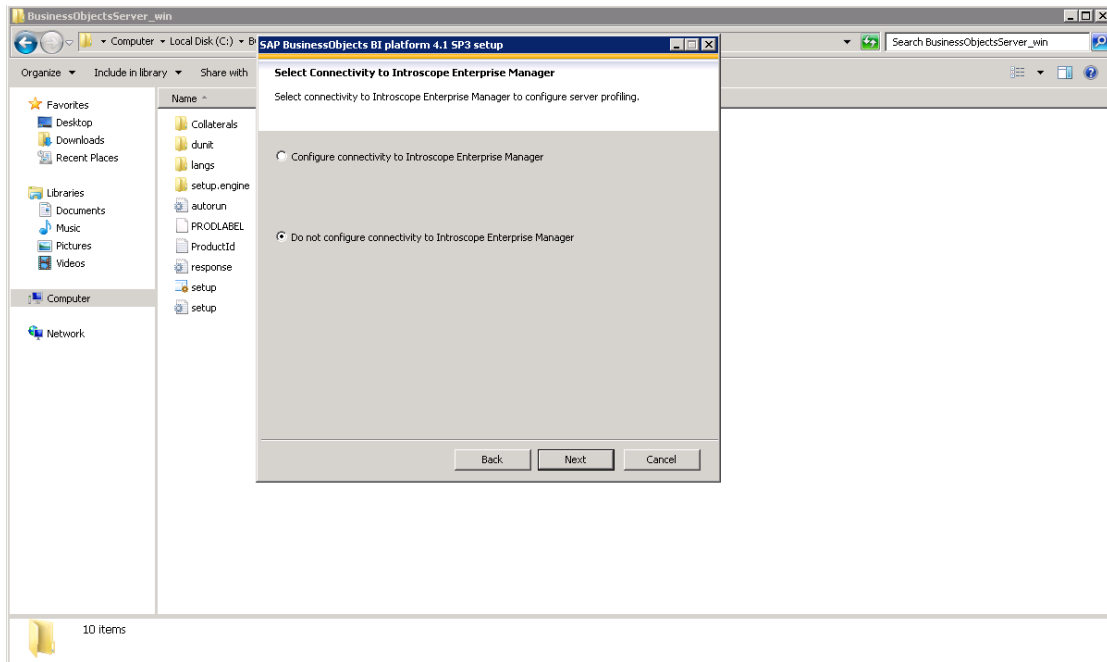 BusinessObjectsServer_win
Computer Local Disk (C:)
Search BusinessObjectsServer_win
SAP BusinessObjects BI platform 4.1 SP3 setup
Organize Include in library Share with
Select Connectivity to Introscope Enterprise Manager
Select connectivity to Introscope Enterprise Manager to configure server profiling.
Favorites
Desktop
Downloads
Recent Places
Libraries
Documents
Music
Pictures
Videos
Computer
Network
Name
Collaterals
dunit
langs
setup.engine
autorun
PRODLABEL
ProductId
response
setup
setup
Configure connectivity to Introscope Enterprise Manager
Do not configure connectivity to Introscope Enterprise Manager
Back Next Cancel
10 items